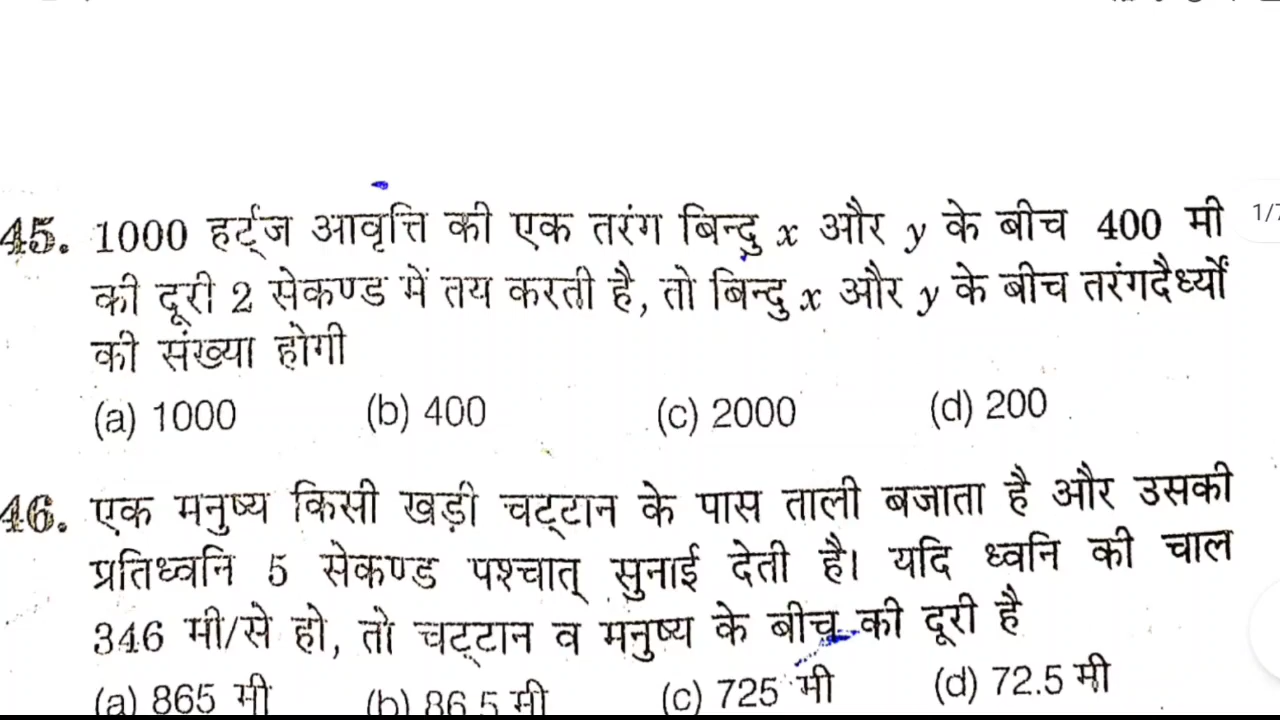 45. 1000 हर्ट्ज आवृत्ति की एक तरंग बिन्दु x और y के बीच 400 मी
की दूरी 2 सेकण्ड में तय करती है, तो बिन्दु x और y के बीच तरंगदैर्ध्यों
की संख्या होगी
(a) 1000 (b) 400 (c) 2000 (d) 200
46. एक मनुष्य किसी खड़ी चट्टान के पास ताली बजाता है और उसकी
प्रतिध्वनि 5 सेकण्ड पश्चात् सुनाई देती है। यदि ध्वनि की चाल
346 मी/से हो, तो चट्टान व मनुष्य के बीच की दूरी है
(a) 865 मी (b) 86.5 मी (c) 725 मी (d) 72.5 मी